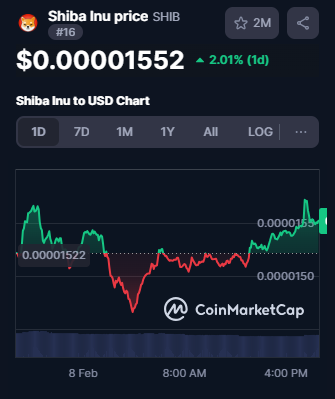 Shiba Inu price SHIB
#16
2M
$0.00001552 ▲ 2.01% (1d)
Shiba Inu to USD Chart
1D 7D 1M 1Y All LOG ...
0.0000155
0.00001522
0.0000150
CoinMarketCap
8 Feb 8:00 AM 4:00 PM